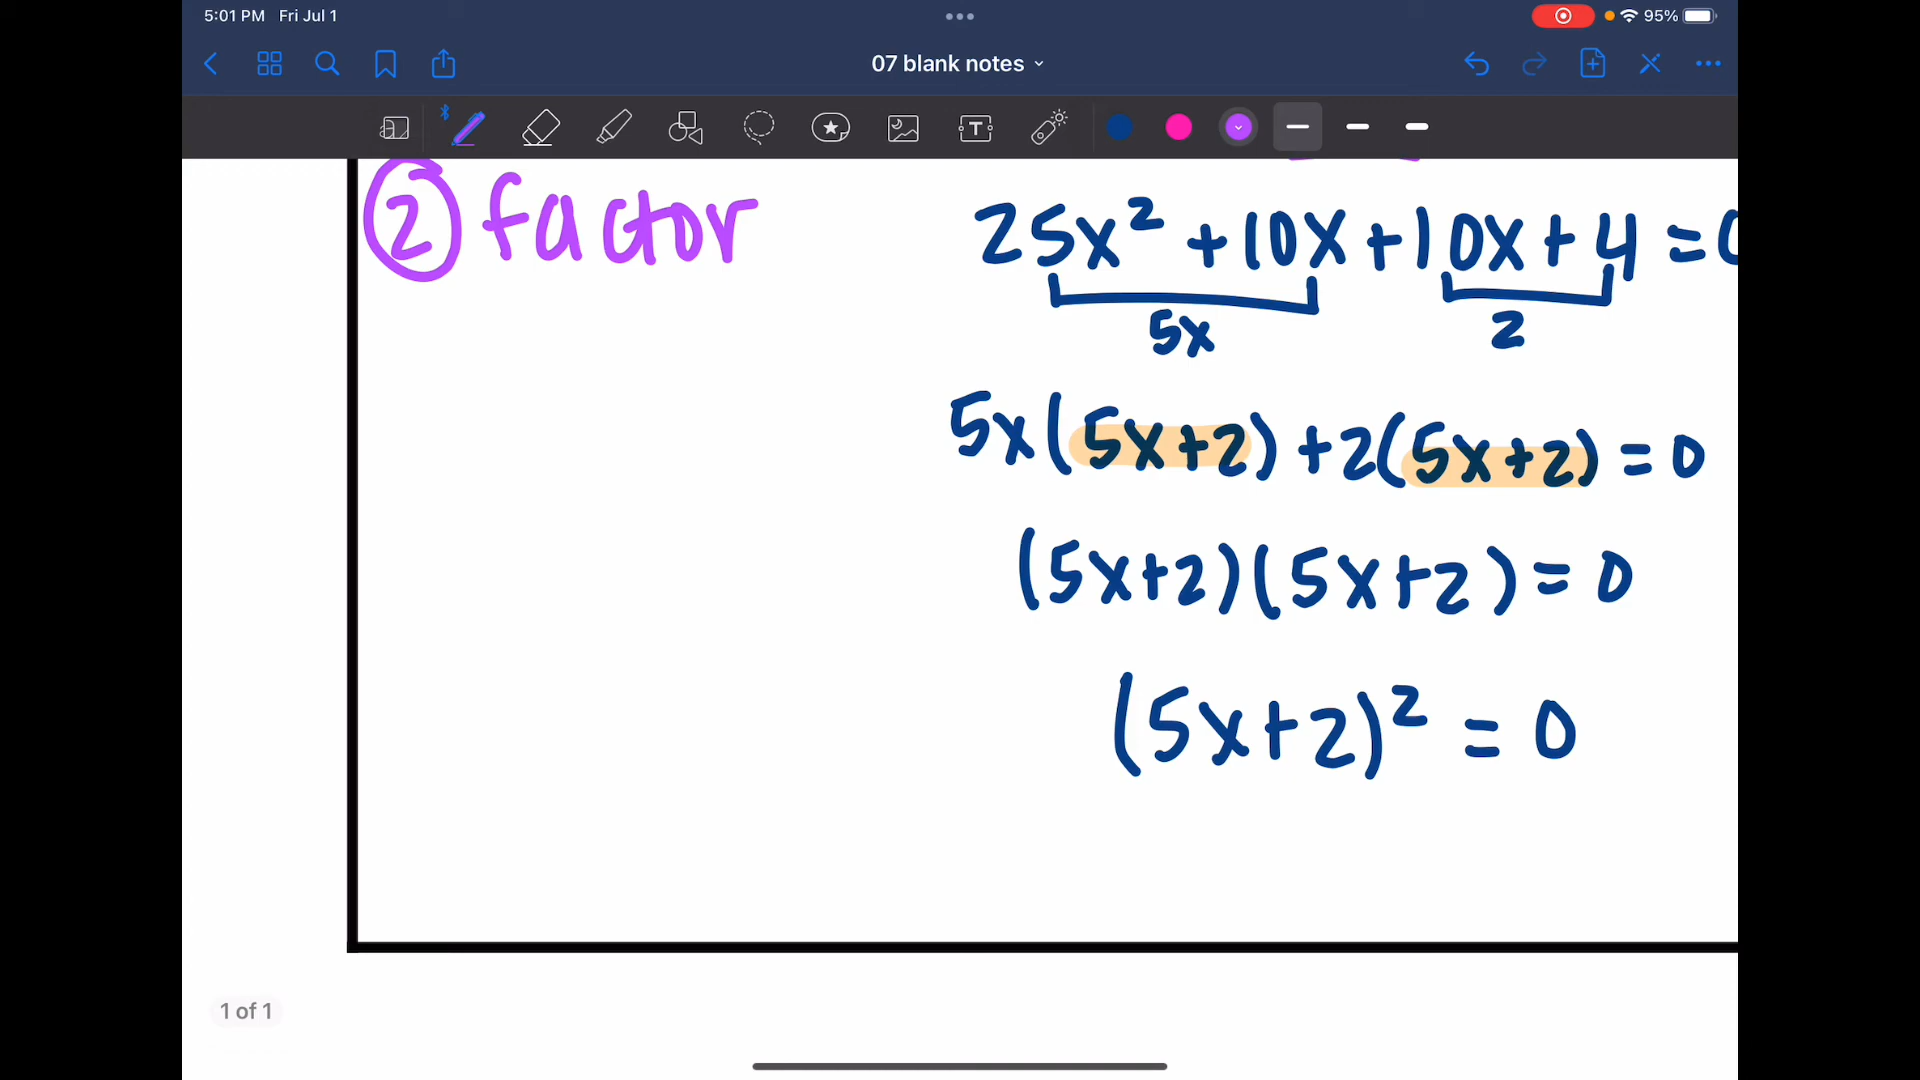 5:01 PM Fri Jul 1 95%
07 blank notes
② factor
25x² + 10x + 10x + 4 = 0
5x 2
5x(5x+2) + 2(5x+2) = 0
(5x+2)(5x+2) = 0
(5x+2)² = 0
1 of 1